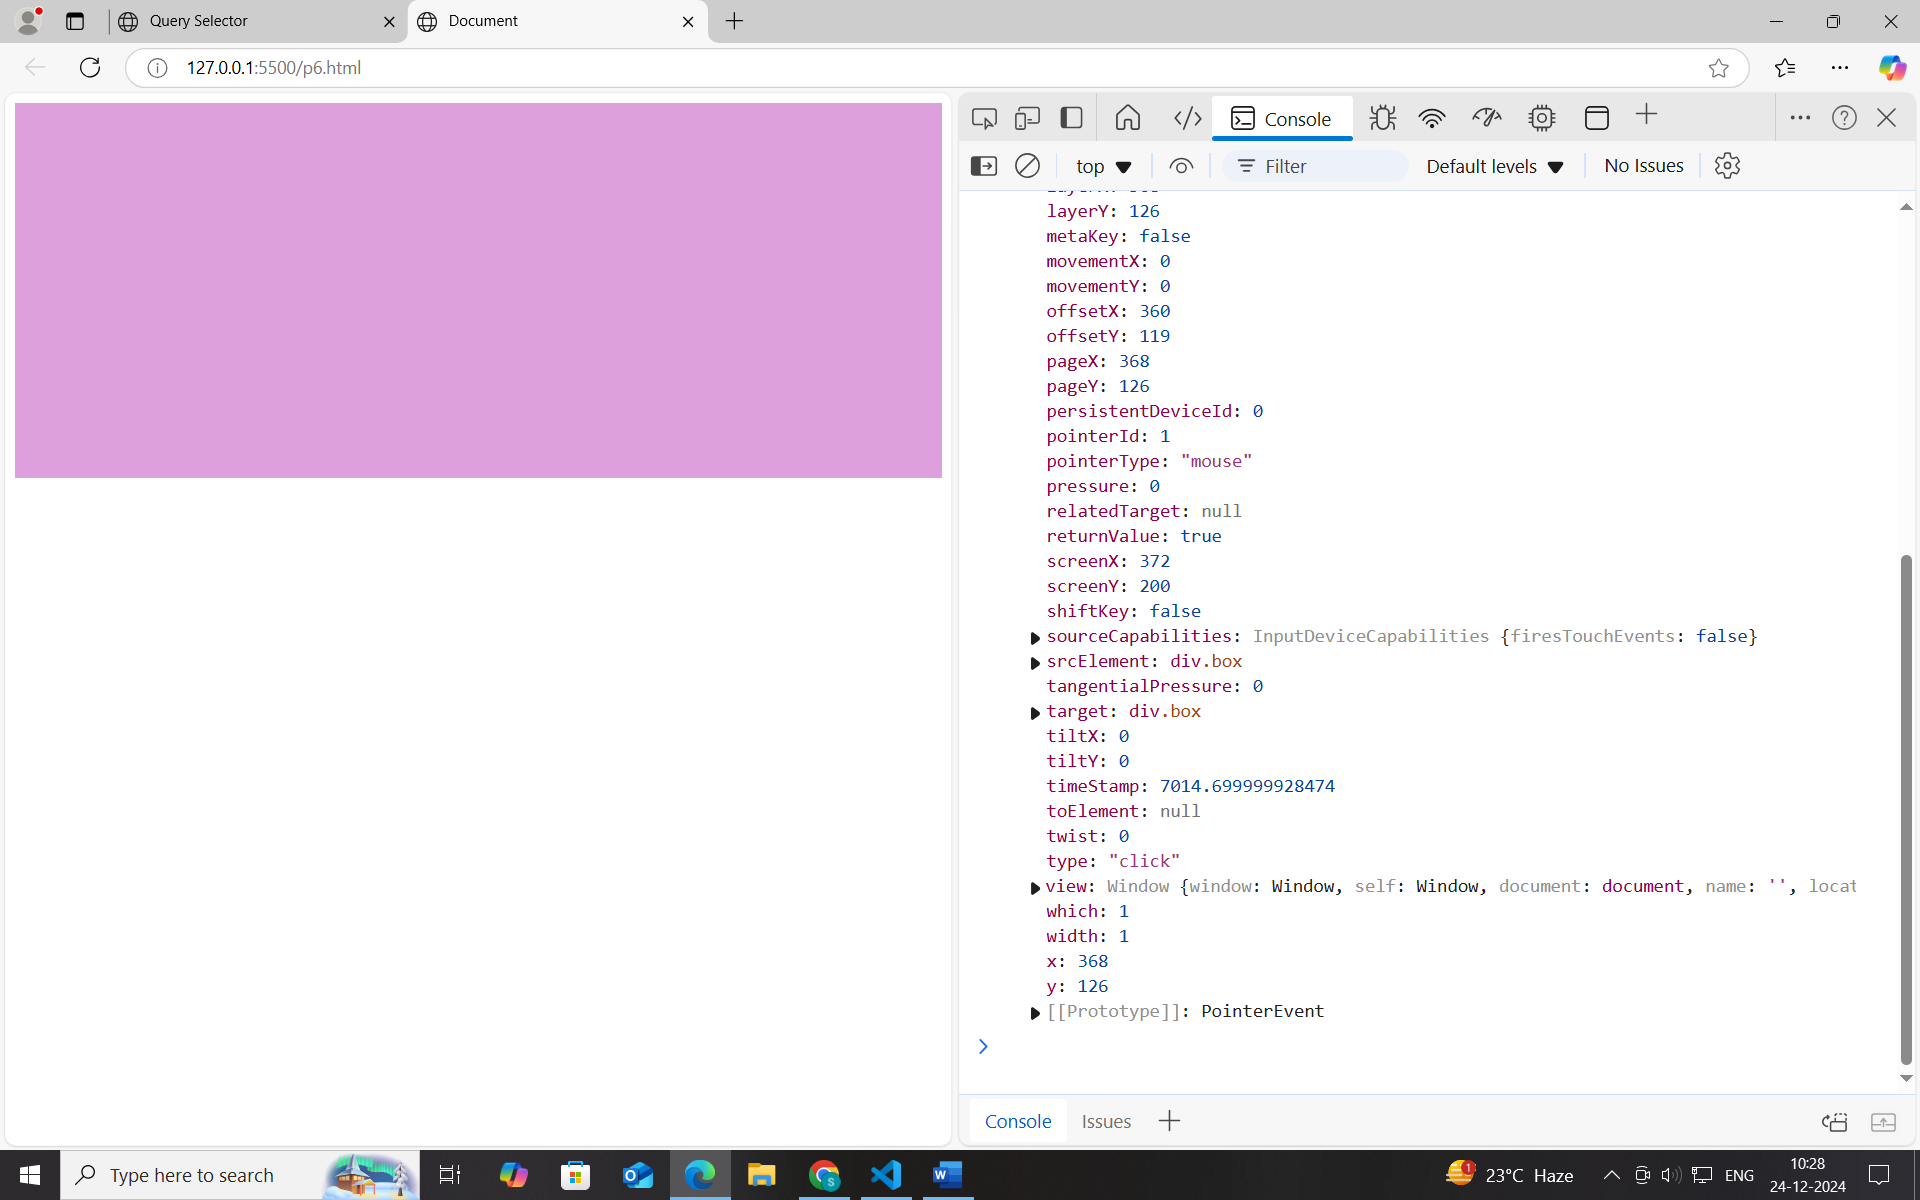 Query Selector
Document
127.0.0.1:5500/p6.html
Console
top
Filter
Default levels
No Issues
layerY: 126
metaKey: false
movementX: 0
movementY: 0
offsetX: 360
offsetY: 119
pageX: 368
pageY: 126
persistentDeviceId: 0
pointerId: 1
pointerType: "mouse"
pressure: 0
relatedTarget: null
returnValue: true
screenX: 372
screenY: 200
shiftKey: false
sourceCapabilities: InputDeviceCapabilities {firesTouchEvents: false}
srcElement: div.box
tangentialPressure: 0
target: div.box
tiltX: 0
tiltY: 0
timeStamp: 7014.699999928474
toElement: null
twist: 0
type: "click"
view: Window {window: Window, self: Window, document: document, name: '', locat
which: 1
width: 1
x: 368
y: 126
[[Prototype]]: PointerEvent
Console
Issues
Type here to search
1
23°C Haze
ENG
10:28
24-12-2024